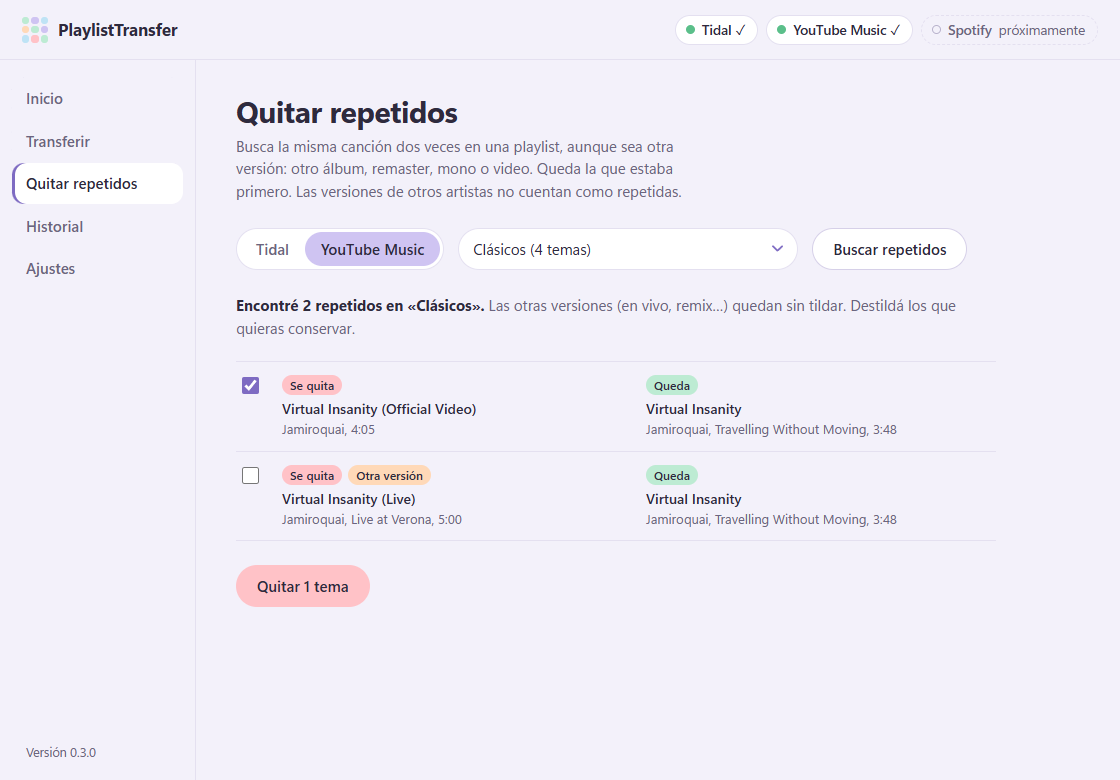 PlaylistTransfer
Tidal ✓
YouTube Music ✓
Spotify próximamente
Inicio
Transferir
Quitar repetidos
Historial
Ajustes
Versión 0.3.0
Quitar repetidos
Busca la misma canción dos veces en una playlist, aunque sea otra
versión: otro álbum, remaster, mono o video. Queda la que estaba
primero. Las versiones de otros artistas no cuentan como repetidas.
Tidal
YouTube Music
Clásicos (4 temas)
Buscar repetidos
Encontré 2 repetidos en «Clásicos». Las otras versiones (en vivo, remix...) quedan sin tildar. Destildá los que
quieras conservar.
Se quita
Virtual Insanity (Official Video)
Jamiroquai, 4:05
Queda
Virtual Insanity
Jamiroquai, Travelling Without Moving, 3:48
Se quita
Otra versión
Virtual Insanity (Live)
Jamiroquai, Live at Verona, 5:00
Queda
Virtual Insanity
Jamiroquai, Travelling Without Moving, 3:48
Quitar 1 tema